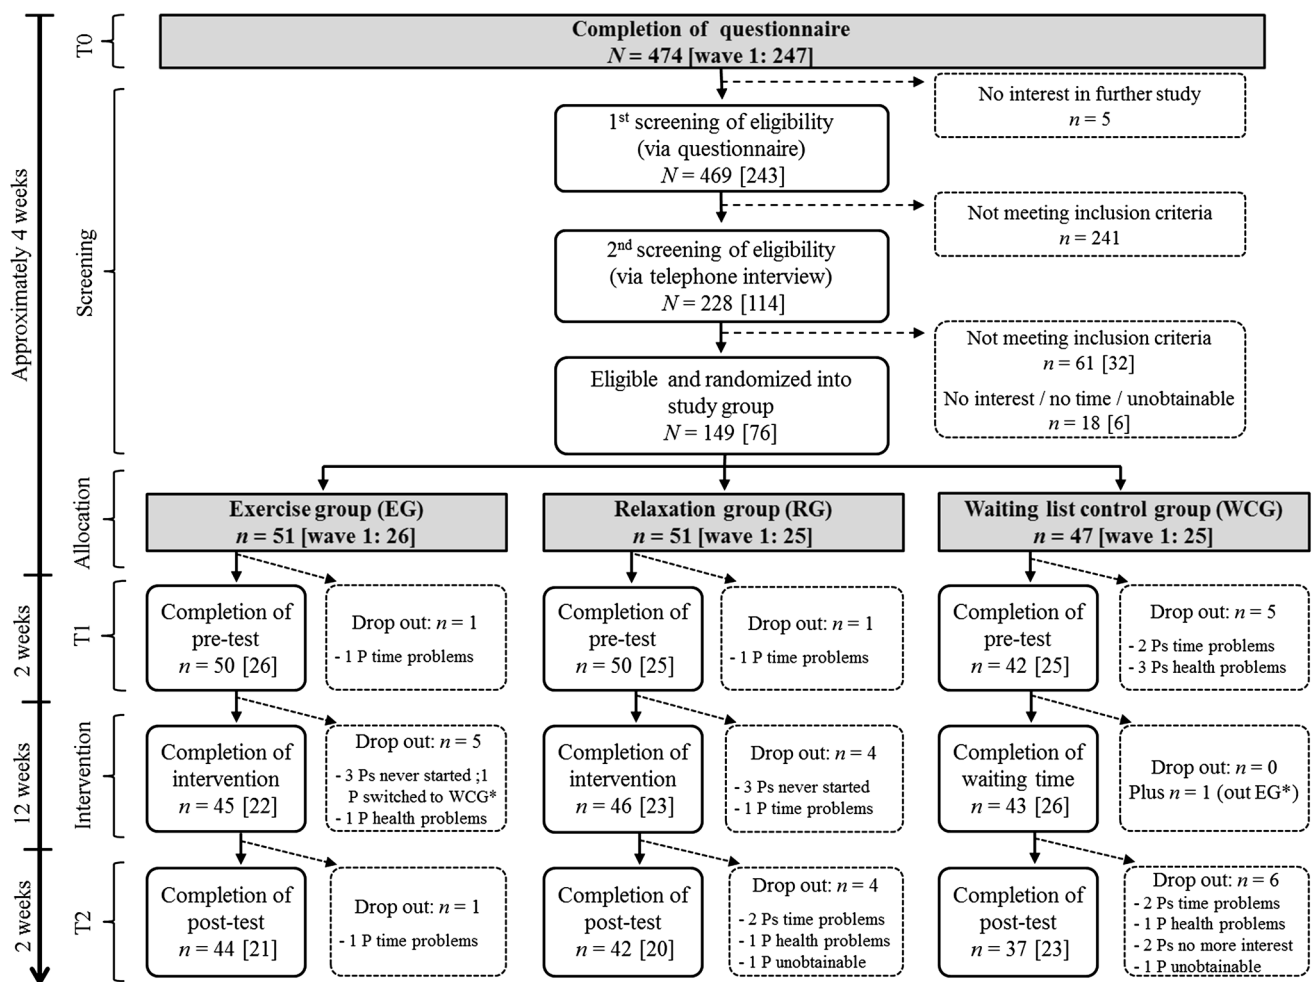 T0
Completion of questionnaire
N = 474 [wave 1: 247]
No interest in further study
n = 5
Approximately 4 weeks
Screening
1st screening of eligibility
(via questionnaire)
N = 469 [243]
Not meeting inclusion criteria
n = 241
2nd screening of eligibility
(via telephone interview)
N = 228 [114]
Not meeting inclusion criteria
n = 61 [32]
No interest / no time / unobtainable
n = 18 [6]
Eligible and randomized into
study group
N = 149 [76]
Allocation
Exercise group (EG)
n = 51 [wave 1: 26]
Relaxation group (RG)
n = 51 [wave 1: 25]
Waiting list control group (WCG)
n = 47 [wave 1: 25]
2 weeks
T1
Completion of
pre-test
n = 50 [26]
Drop out: n = 1
- 1 P time problems
Completion of
pre-test
n = 50 [25]
Drop out: n = 1
- 1 P time problems
Completion of
pre-test
n = 42 [25]
Drop out: n = 5
- 2 Ps time problems
- 3 Ps health problems
12 weeks
Intervention
Completion of
intervention
n = 45 [22]
Drop out: n = 5
- 3 Ps never started ;1
P switched to WCG*
- 1 P health problems
Completion of
intervention
n = 46 [23]
Drop out: n = 4
- 3 Ps never started
- 1 P time problems
Completion of
waiting time
n = 43 [26]
Drop out: n = 0
Plus n = 1 (out EG*)
2 weeks
T2
Completion of
post-test
n = 44 [21]
Drop out: n = 1
- 1 P time problems
Completion of
post-test
n = 42 [20]
Drop out: n = 4
- 2 Ps time problems
- 1 P health problems
- 1 P unobtainable
Completion of
post-test
n = 37 [23]
Drop out: n = 6
- 2 Ps time problems
- 1 P health problems
- 2 Ps no more interest
- 1 P unobtainable